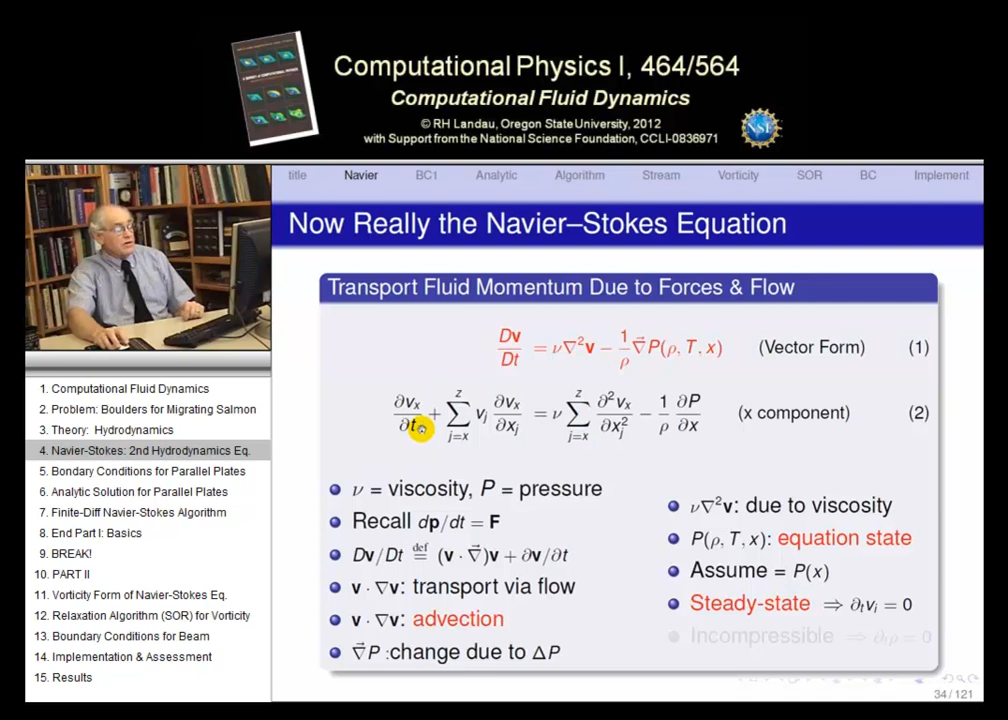 Computational Physics I, 464/564
Computational Fluid Dynamics
© RH Landau, Oregon State University, 2012
with Support from the National Science Foundation, CCLI-0836971
NSF
title Navier BC1 Analytic Algorithm Stream Vorticity SOR BC Implement
Now Really the Navier–Stokes Equation
Transport Fluid Momentum Due to Forces & Flow
Dv/Dt = ν∇²v − 1/ρ ∇⃗P(ρ, T, x) (Vector Form) (1)
∂vₓ/∂t + ∑_{j=x}^{z} vⱼ ∂vₓ/∂xⱼ = ν ∑_{j=x}^{z} ∂²vₓ/∂xⱼ² − 1/ρ ∂P/∂x (x component) (2)
ν = viscosity, P = pressure
Recall dp/dt = F
Dv/Dt def= (v · ∇⃗)v + ∂v/∂t
v · ∇v: transport via flow
v · ∇v: advection
∇⃗P :change due to ΔP
ν∇²v: due to viscosity
P(ρ, T, x): equation state
Assume = P(x)
Steady-state ⇒ ∂ₜvᵢ = 0
Incompressible ⇒ ∂ₜρ = 0
34 / 121
1. Computational Fluid Dynamics
2. Problem: Boulders for Migrating Salmon
3. Theory: Hydrodynamics
4. Navier-Stokes: 2nd Hydrodynamics Eq.
5. Bondary Conditions for Parallel Plates
6. Analytic Solution for Parallel Plates
7. Finite-Diff Navier-Stokes Algorithm
8. End Part I: Basics
9. BREAK!
10. PART II
11. Vorticity Form of Navier-Stokes Eq.
12. Relaxation Algorithm (SOR) for Vorticity
13. Boundary Conditions for Beam
14. Implementation & Assessment
15. Results